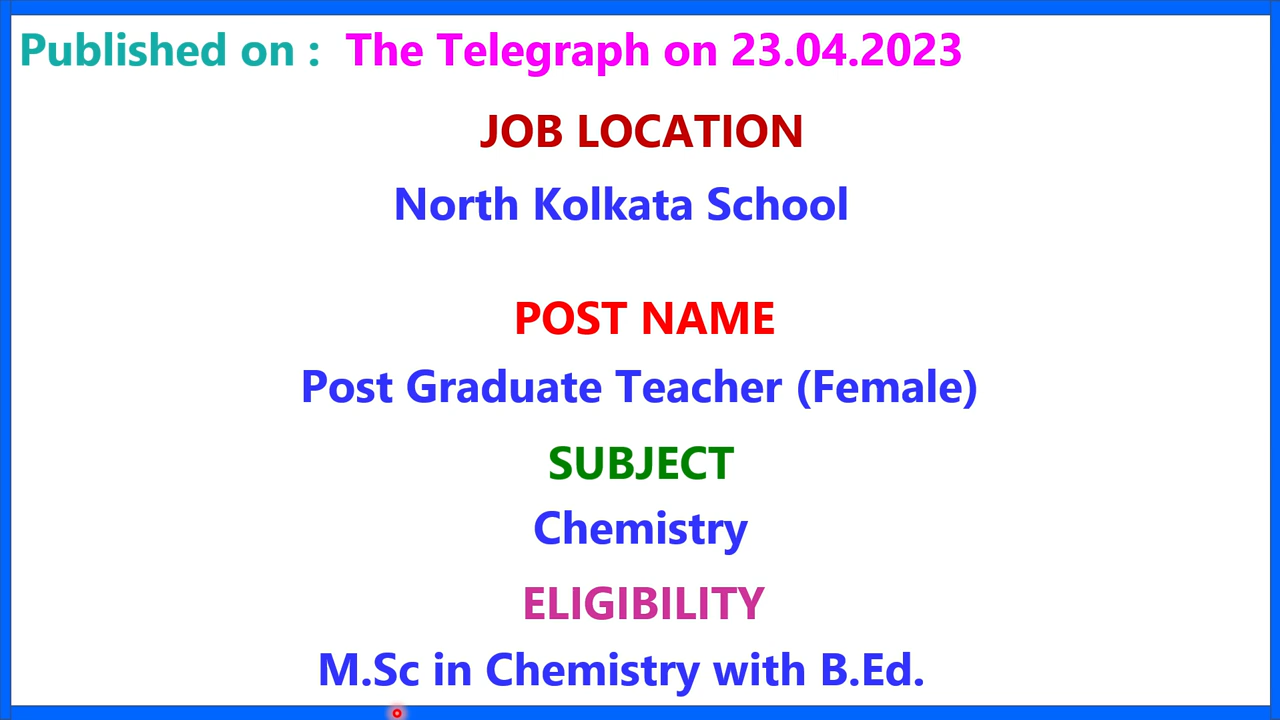 Published on : The Telegraph on 23.04.2023
JOB LOCATION
North Kolkata School
POST NAME
Post Graduate Teacher (Female)
SUBJECT
Chemistry
ELIGIBILITY
M.Sc in Chemistry with B.Ed.